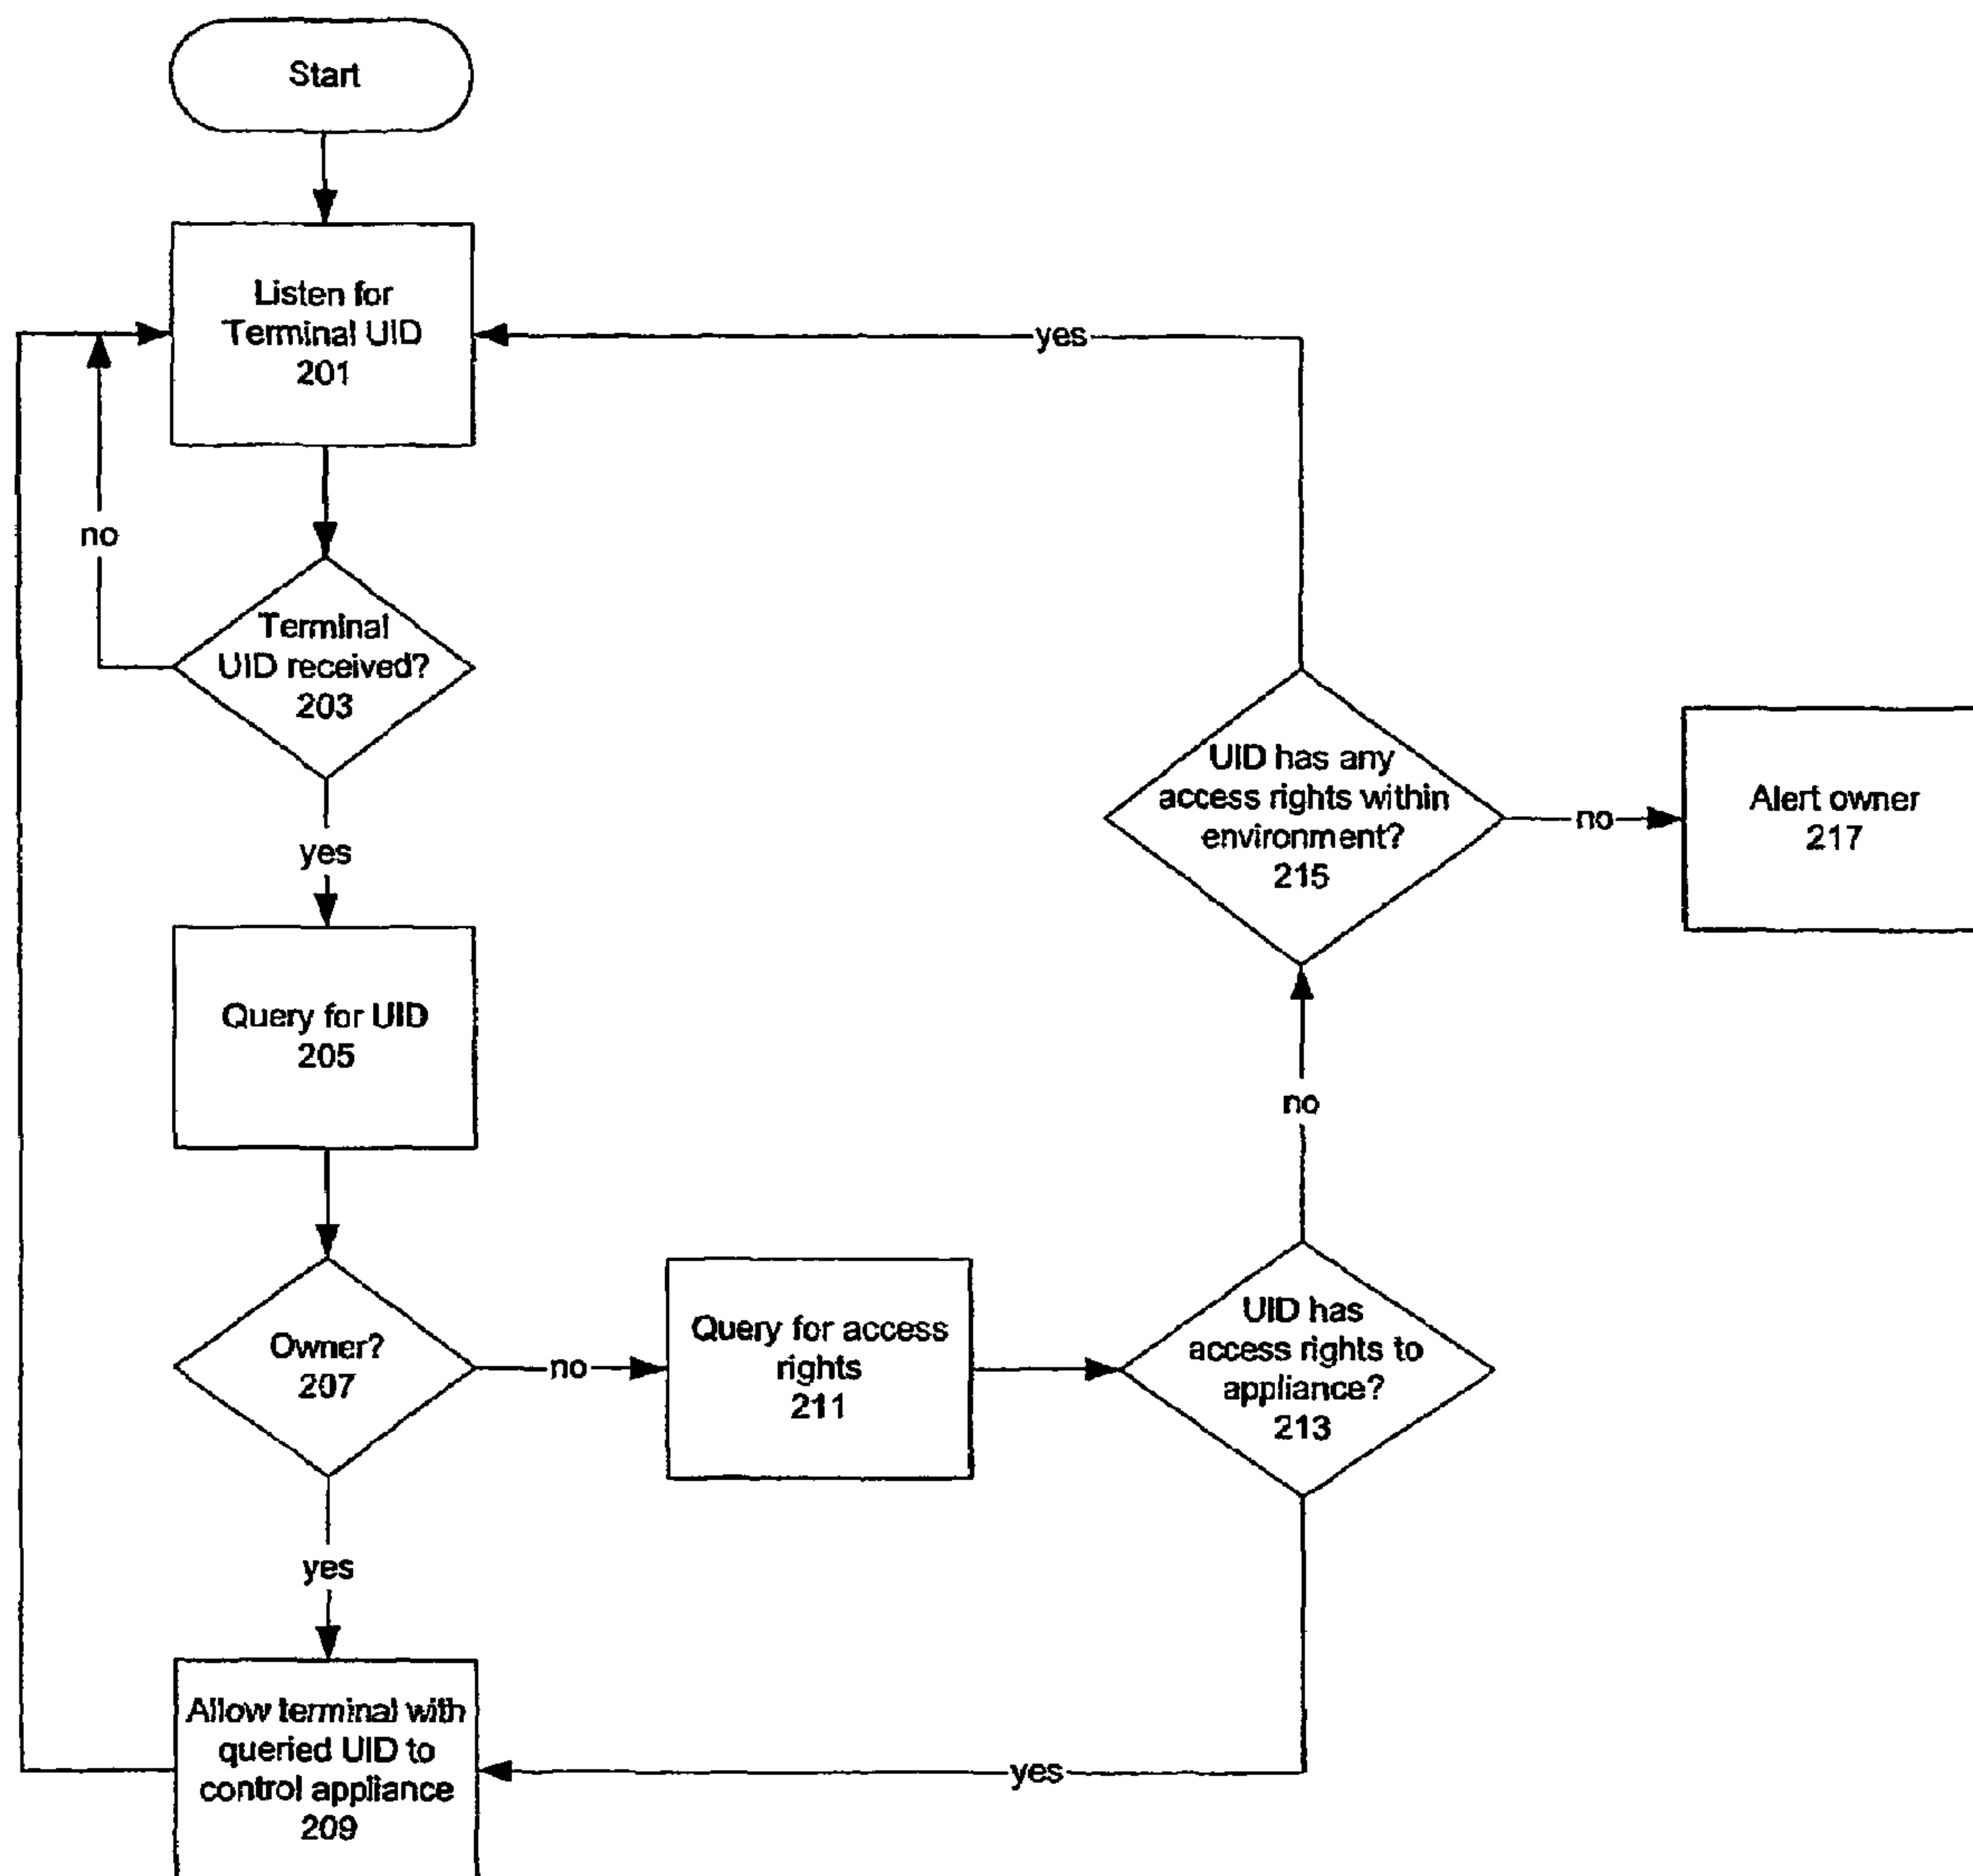 Start
Listen for
Terminal UID
201
yes
no
Terminal
UID received?
203
UID has any
access rights within
environment?
215
no
Alert owner
217
yes
Query for UID
205
no
Owner?
207
no
Query for access
rights
211
UID has
access rights to
appliance?
213
yes
Allow terminal with
queried UID to
control appliance
209
yes